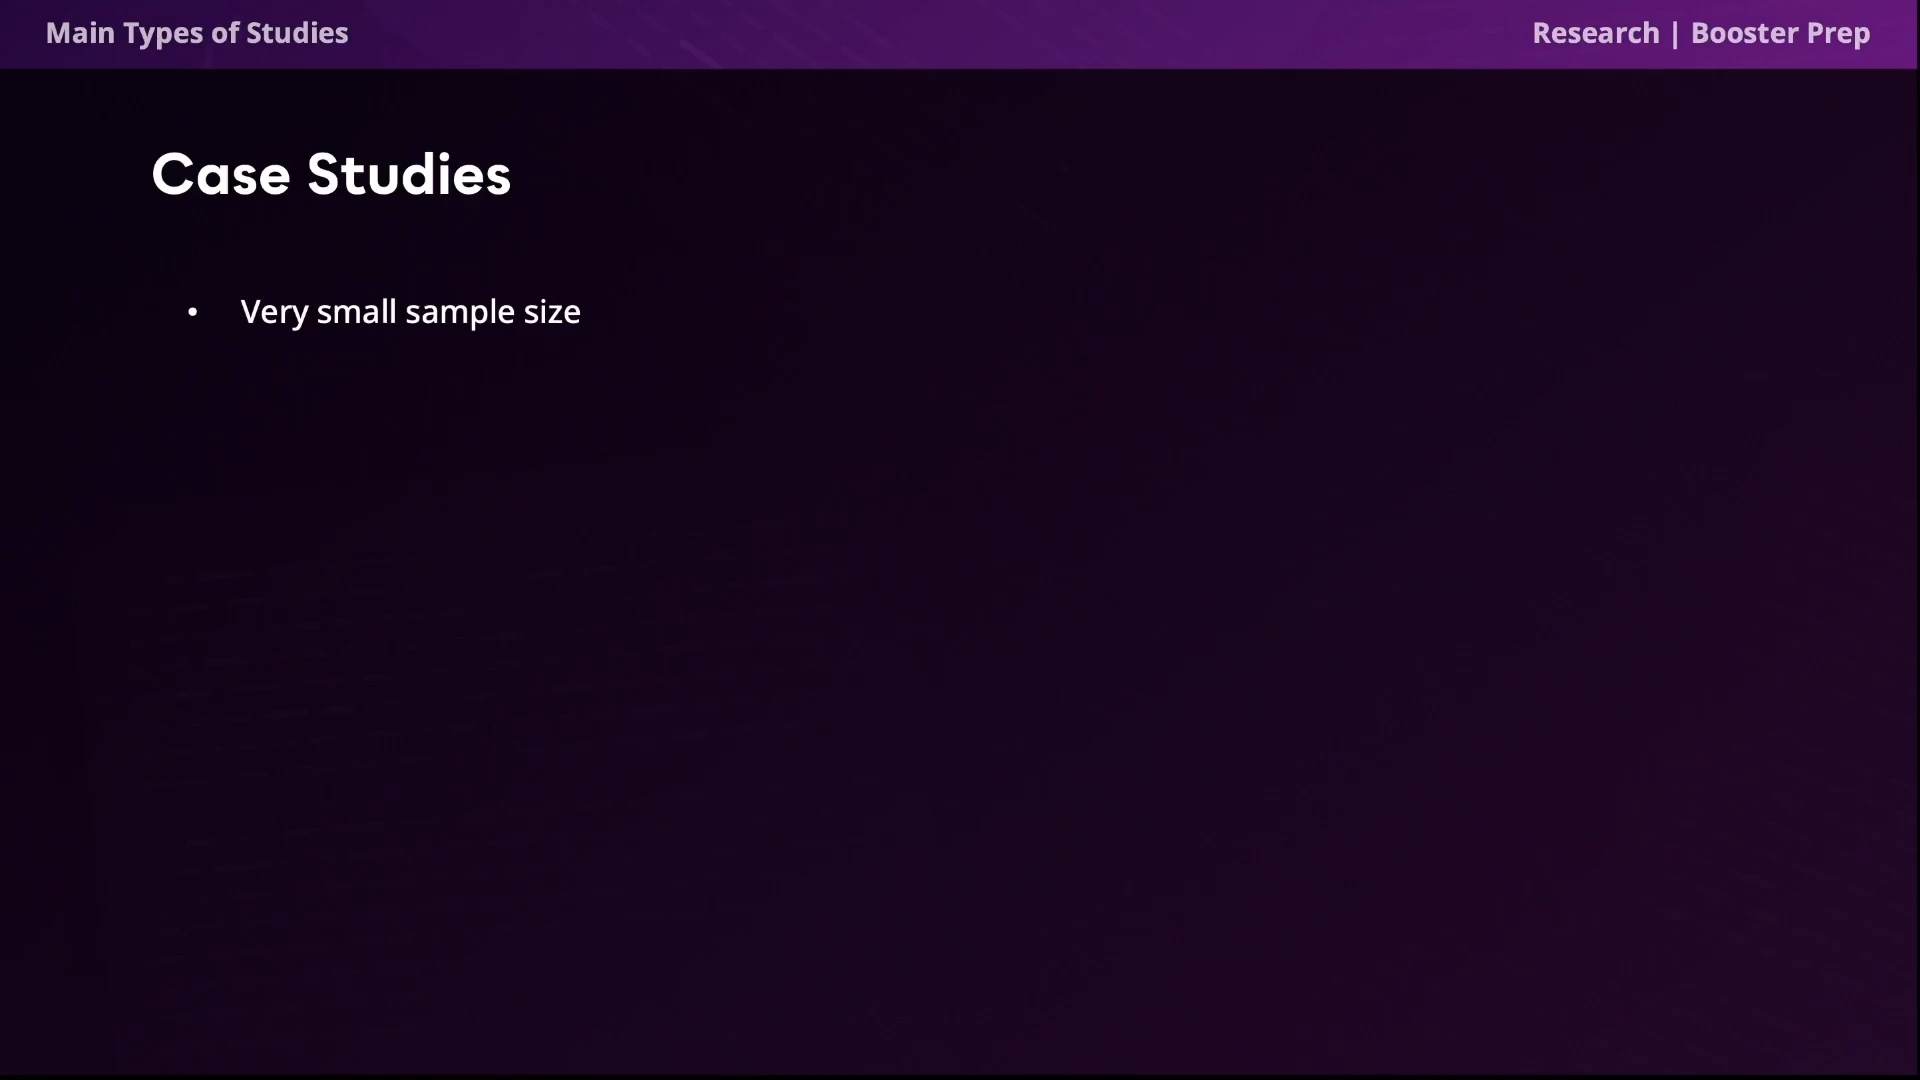 Main Types of Studies
Research | Booster Prep
Case Studies
• Very small sample size